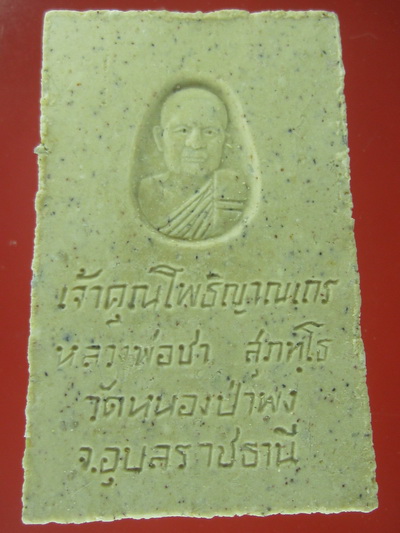 เจ้าคุณโพธิญาณเถร
หลวงพ่อชา สุภทฺโธ
วัดหนองป่าพง
จ.อุบลราชธานี